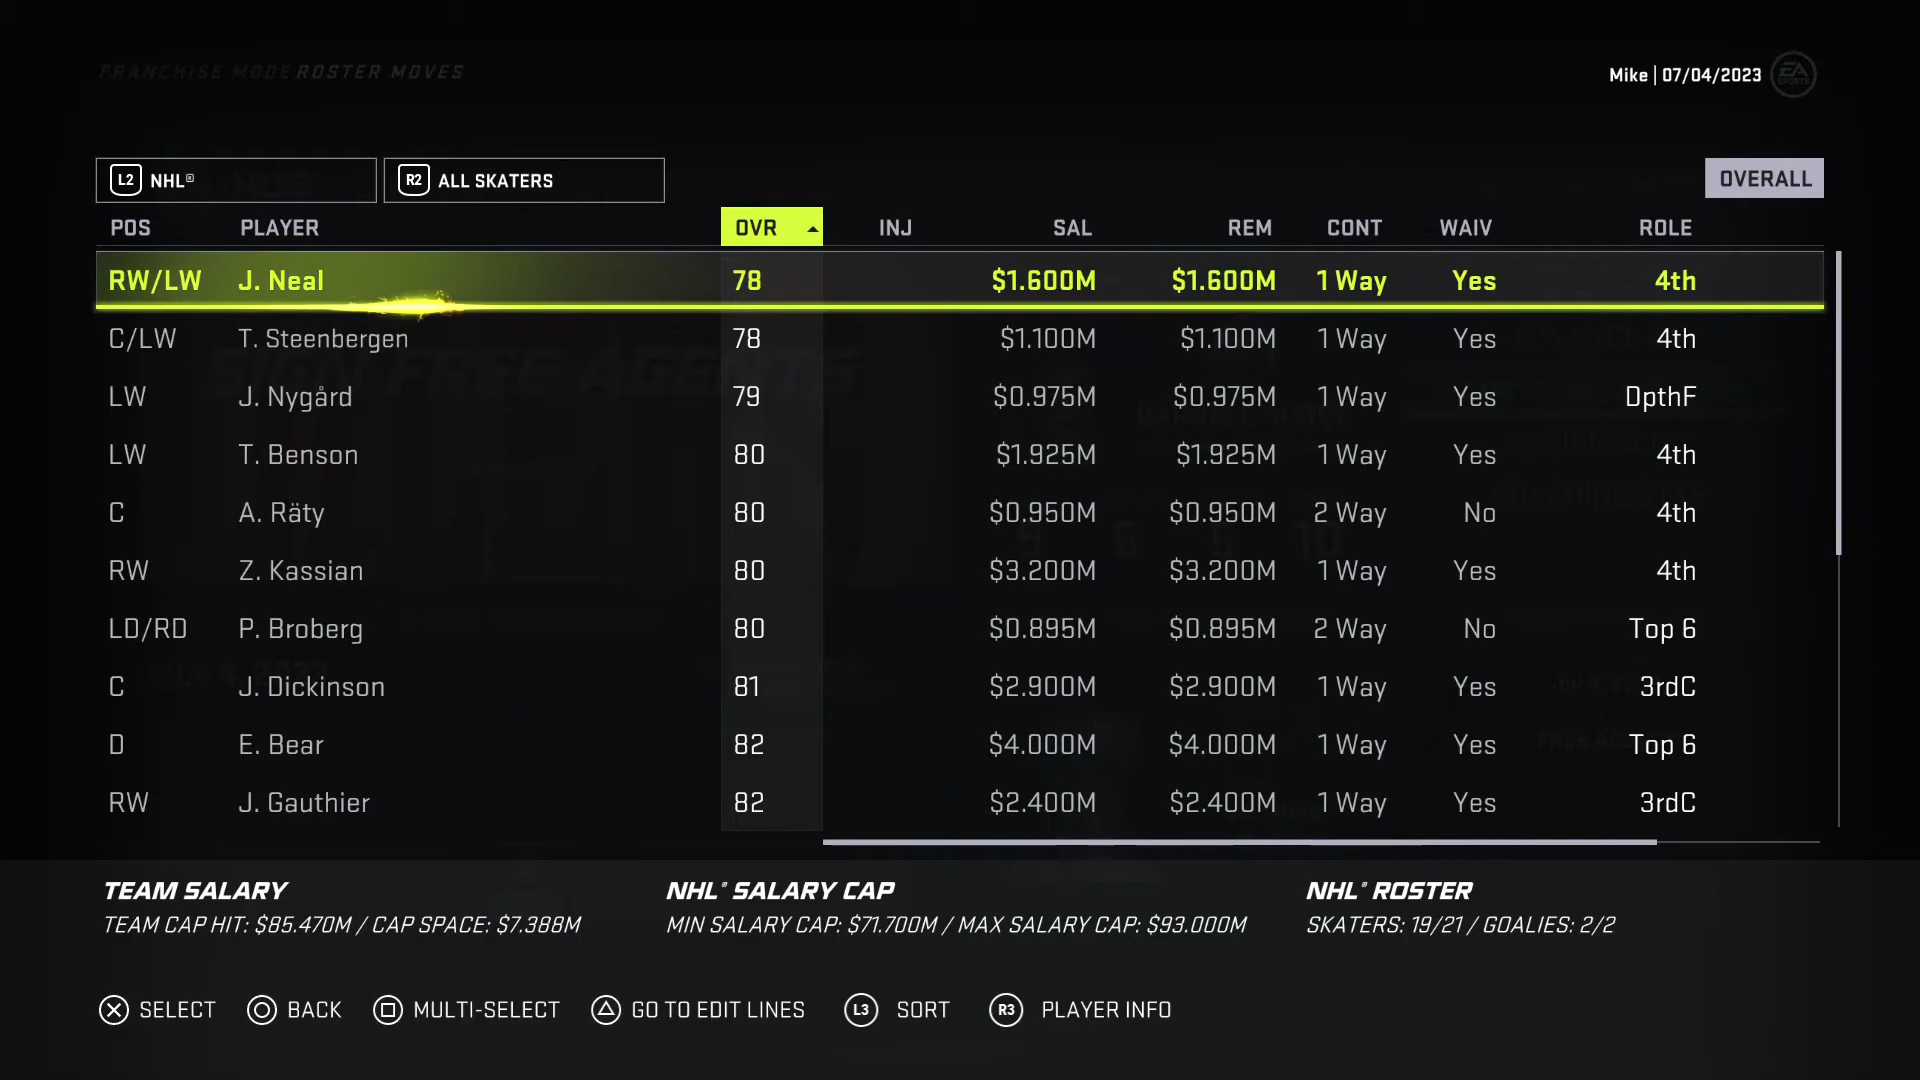 FRANCHISE MODE ROSTER MOVES
Mike | 07/04/2023
EA SPORTS
L2 NHL®
R2 ALL SKATERS
OVERALL
POS PLAYER OVR INJ SAL REM CONT WAIV ROLE
RW/LW J. Neal 78 $1.600M $1.600M 1 Way Yes 4th
C/LW T. Steenbergen 78 $1.100M $1.100M 1 Way Yes 4th
LW J. Nygård 79 $0.975M $0.975M 1 Way Yes DpthF
LW T. Benson 80 $1.925M $1.925M 1 Way Yes 4th
C A. Räty 80 $0.950M $0.950M 2 Way No 4th
RW Z. Kassian 80 $3.200M $3.200M 1 Way Yes 4th
LD/RD P. Broberg 80 $0.895M $0.895M 2 Way No Top 6
C J. Dickinson 81 $2.900M $2.900M 1 Way Yes 3rdC
D E. Bear 82 $4.000M $4.000M 1 Way Yes Top 6
RW J. Gauthier 82 $2.400M $2.400M 1 Way Yes 3rdC
SIGN FREE AGENTS
TEAM SALARY
TEAM CAP HIT: $85.470M / CAP SPACE: $7.388M
NHL® SALARY CAP
MIN SALARY CAP: $71.700M / MAX SALARY CAP: $93.000M
NHL® ROSTER
SKATERS: 19/21 / GOALIES: 2/2
SELECT BACK MULTI-SELECT GO TO EDIT LINES L3 SORT R3 PLAYER INFO